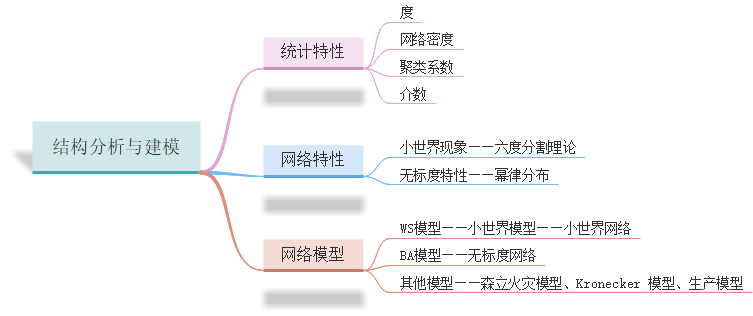 结构分析与建模
统计特性
度
网络密度
聚类系数
介数
网络特性
小世界现象——六度分割理论
无标度特性——幂律分布
网络模型
WS模型——小世界模型——小世界网络
BA模型——无标度网络
其他模型——森立火灾模型、Kronecker 模型、生产模型